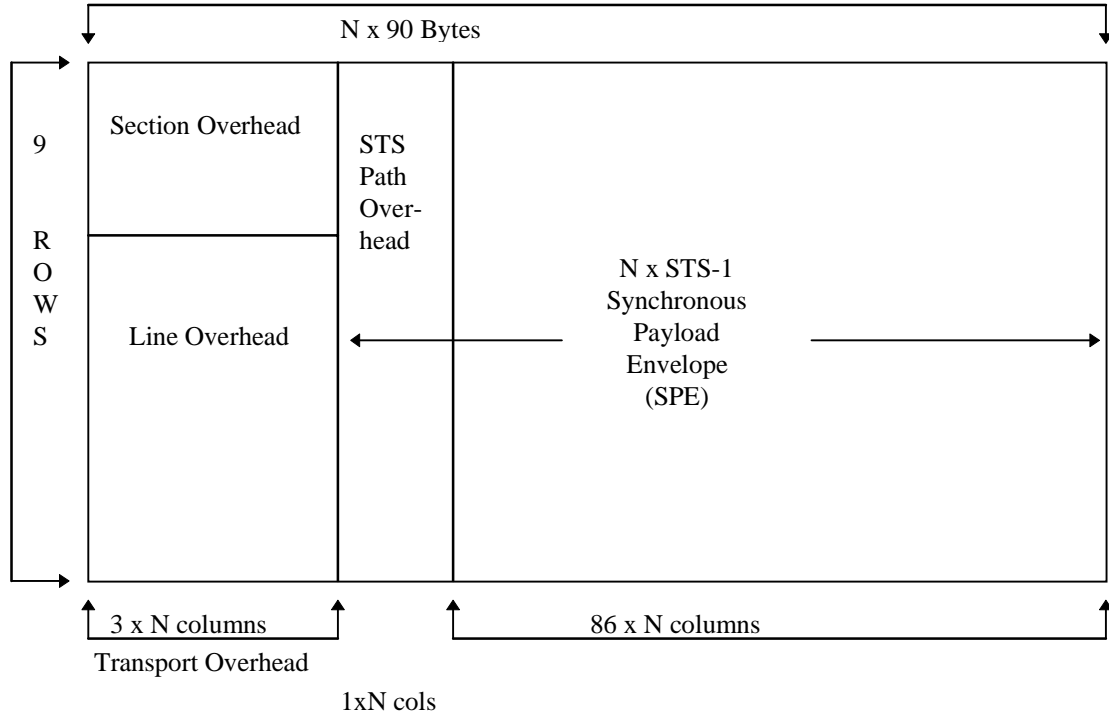 N x 90 Bytes
9
R
O
W
S
Section Overhead
Line Overhead
STS
Path
Over-
head
N x STS-1
Synchronous
Payload
Envelope
(SPE)
3 x N columns
86 x N columns
Transport Overhead
1xN cols